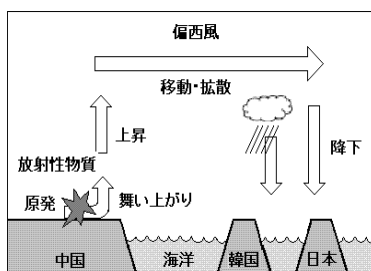 偏西風
移動・拡散
上昇
放射性物質
降下
原発
舞い上がり
中国
海洋
韓国
日本